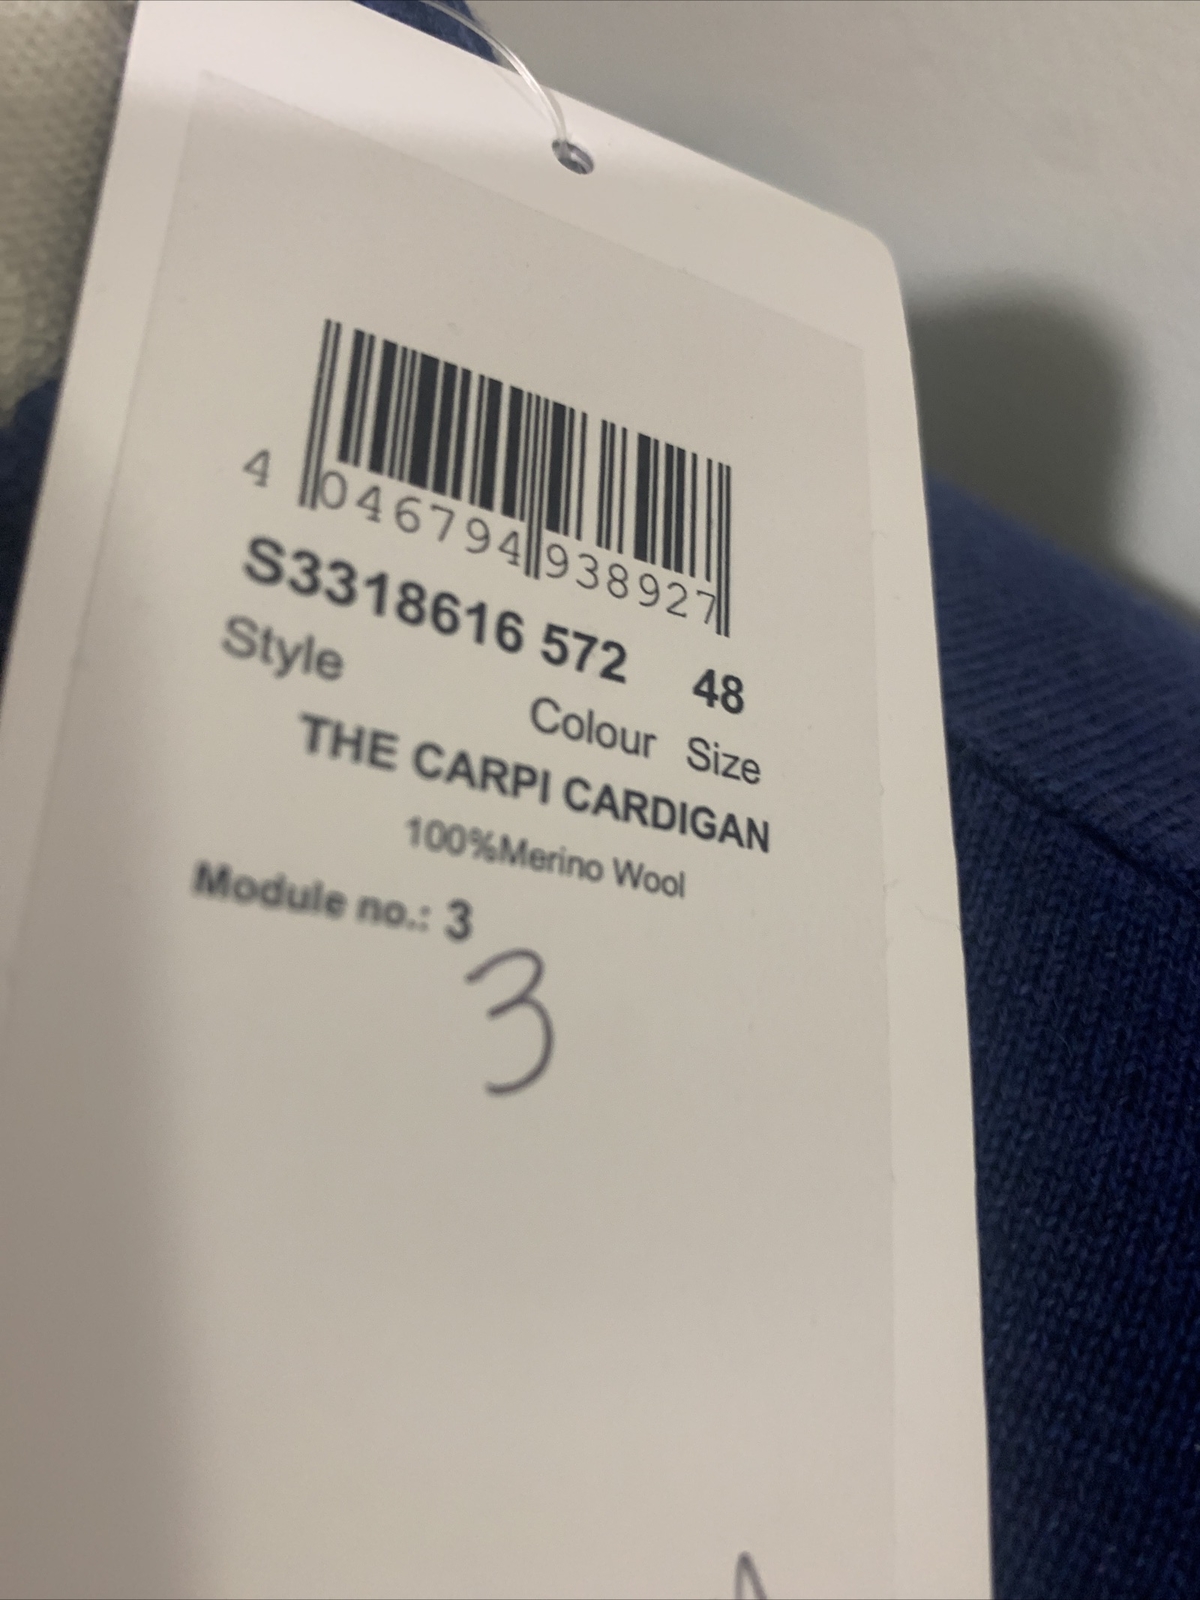 4 046794 938927
S3318616 572 48
Style Colour Size
THE CARPI CARDIGAN
100%Merino Wool
Module no.: 3
3